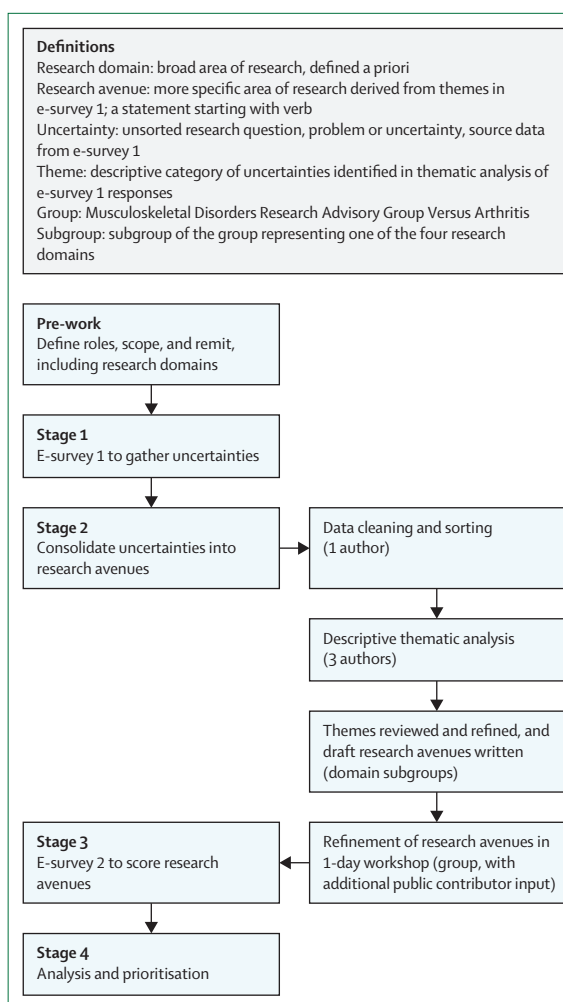 Definitions
Research domain: broad area of research, defined a priori
Research avenue: more specific area of research derived from themes in
e-survey 1; a statement starting with verb
Uncertainty: unsorted research question, problem or uncertainty, source data
from e-survey 1
Theme: descriptive category of uncertainties identified in thematic analysis of
e-survey 1 responses
Group: Musculoskeletal Disorders Research Advisory Group Versus Arthritis
Subgroup: subgroup of the group representing one of the four research
domains
Pre-work
Define roles, scope, and remit,
including research domains
Stage 1
E-survey 1 to gather uncertainties
Stage 2
Consolidate uncertainties into
research avenues
Data cleaning and sorting
(1 author)
Descriptive thematic analysis
(3 authors)
Themes reviewed and refined, and
draft research avenues written
(domain subgroups)
Refinement of research avenues in
1-day workshop (group, with
additional public contributor input)
Stage 3
E-survey 2 to score research
avenues
Stage 4
Analysis and prioritisation